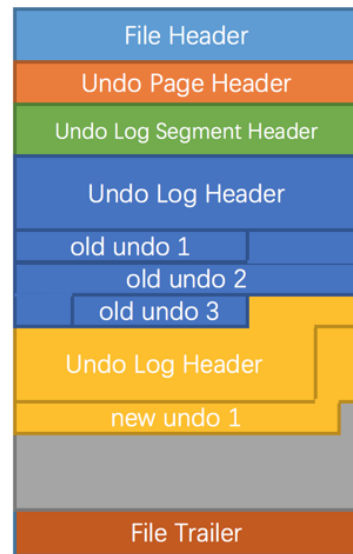 File Header
Undo Page Header
Undo Log Segment Header
Undo Log Header
old undo 1
old undo 2
old undo 3
Undo Log Header
new undo 1
File Trailer